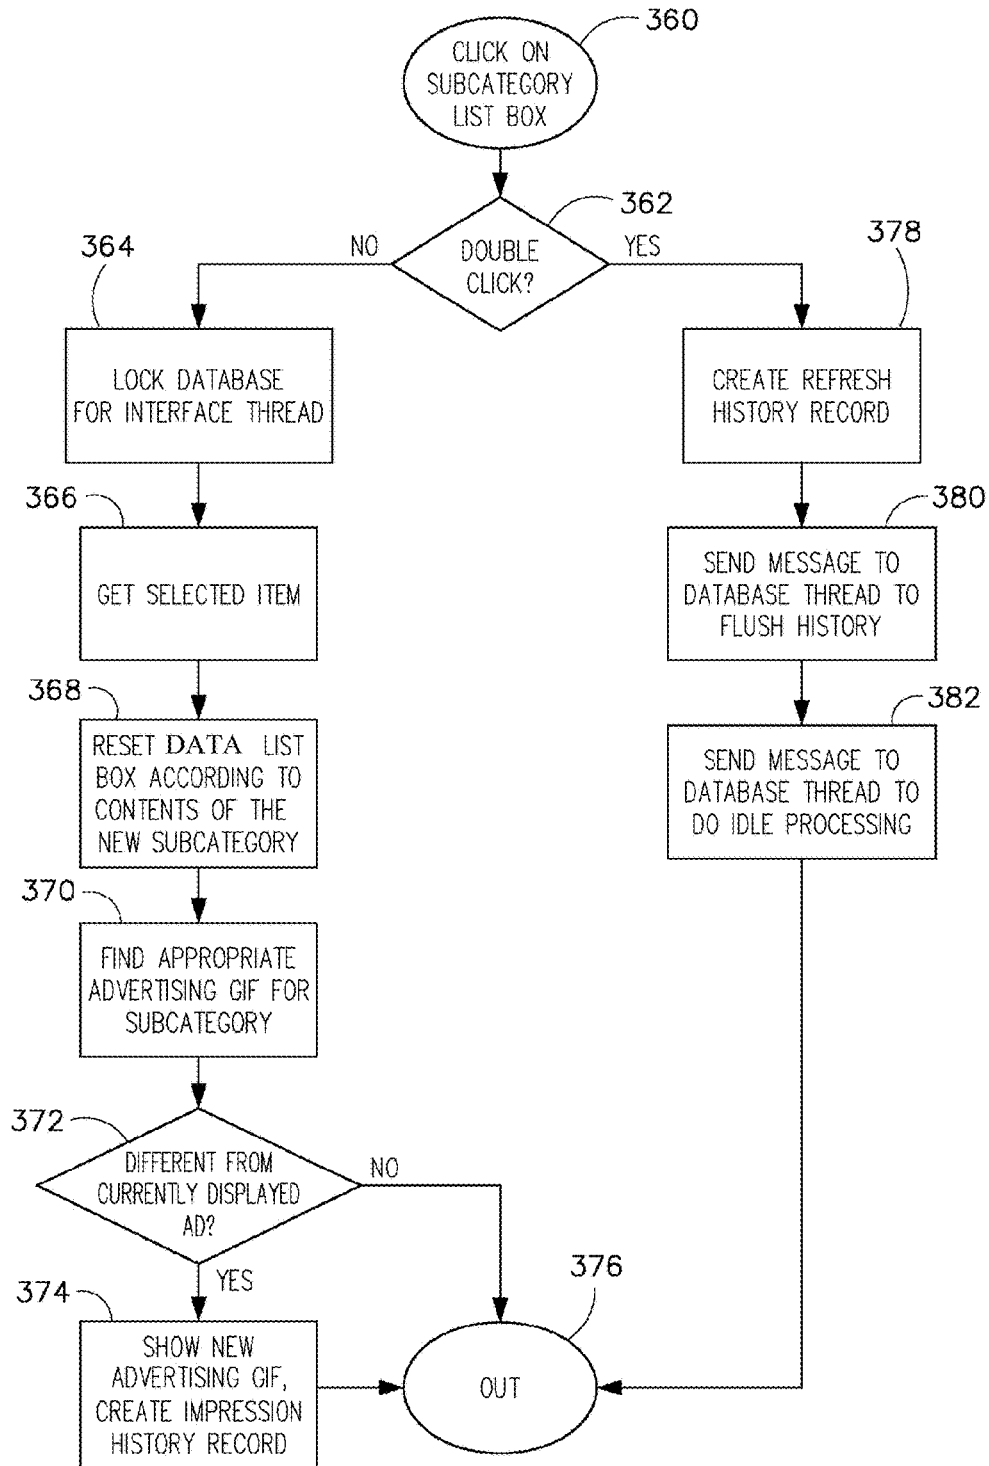 360
CLICK ON
SUBCATEGORY
LIST BOX
362
DOUBLE
CLICK?
NO
YES
364
LOCK DATABASE
FOR INTERFACE THREAD
366
GET SELECTED ITEM
368
RESET DATA LIST
BOX ACCORDING TO
CONTENTS OF THE
NEW SUBCATEGORY
370
FIND APPROPRIATE
ADVERTISING GIF FOR
SUBCATEGORY
372
DIFFERENT FROM
CURRENTLY DISPLAYED
AD?
NO
YES
374
SHOW NEW
ADVERTISING GIF,
CREATE IMPRESSION
HISTORY RECORD
378
CREATE REFRESH
HISTORY RECORD
380
SEND MESSAGE TO
DATABASE THREAD TO
FLUSH HISTORY
382
SEND MESSAGE TO
DATABASE THREAD TO
DO IDLE PROCESSING
376
OUT